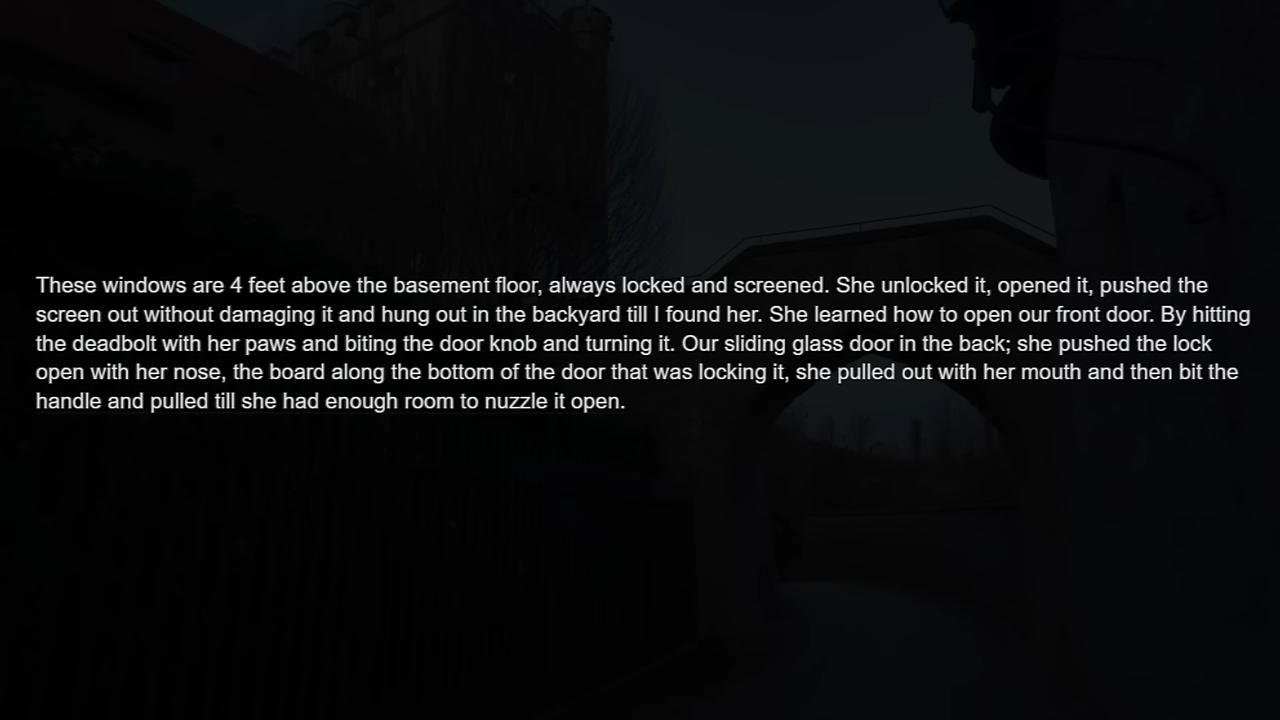 These windows are 4 feet above the basement floor, always locked and screened. She unlocked it, opened it, pushed the
screen out without damaging it and hung out in the backyard till I found her. She learned how to open our front door. By hitting
the deadbolt with her paws and biting the door knob and turning it. Our sliding glass door in the back; she pushed the lock
open with her nose, the board along the bottom of the door that was locking it, she pulled out with her mouth and then bit the
handle and pulled till she had enough room to nuzzle it open.